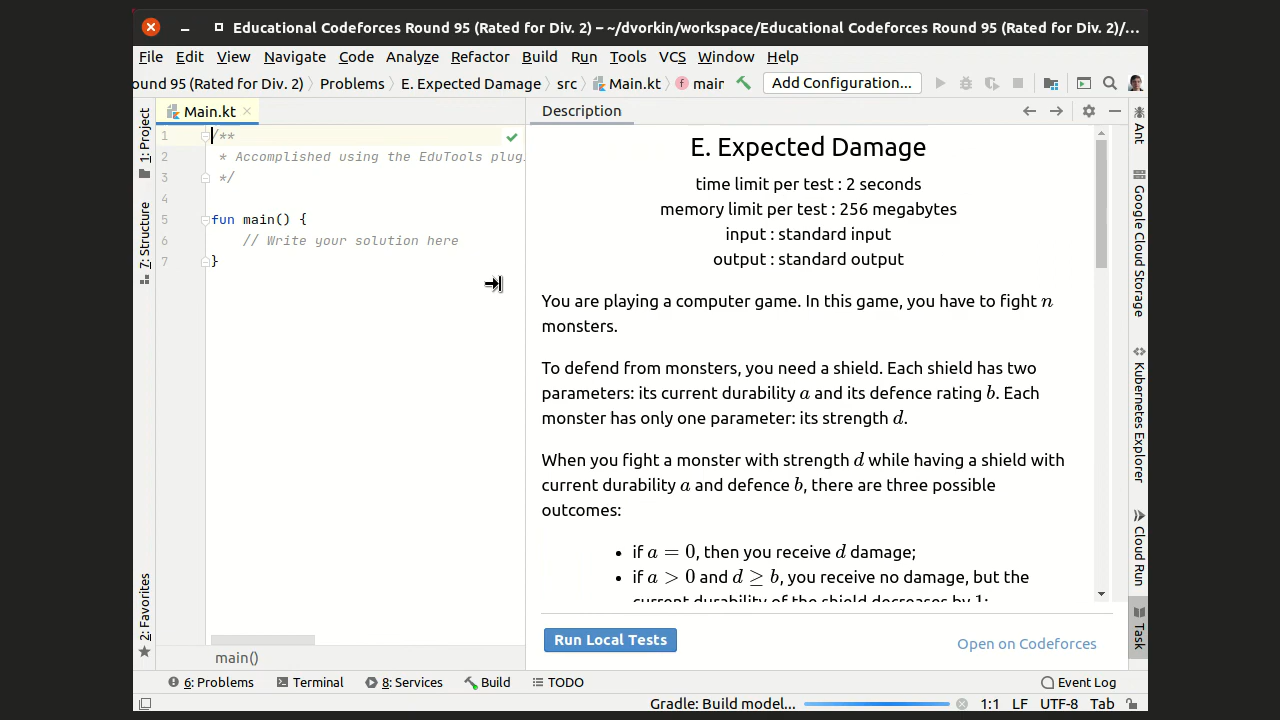 Educational Codeforces Round 95 (Rated for Div. 2) – ~/dvorkin/workspace/Educational Codeforces Round 95 (Rated for Div. 2)/...
File Edit View Navigate Code Analyze Refactor Build Run Tools VCS Window Help
ound 95 (Rated for Div. 2) Problems E. Expected Damage src Main.kt main Add Configuration...
1: Project
7: Structure
2: Favorites
Main.kt
1 /**
2 * Accomplished using the EduTools plug
3 */
4
5 fun main() {
6 // Write your solution here
7 }
main()
Description
E. Expected Damage
time limit per test : 2 seconds
memory limit per test : 256 megabytes
input : standard input
output : standard output
You are playing a computer game. In this game, you have to fight n
monsters.
To defend from monsters, you need a shield. Each shield has two
parameters: its current durability a and its defence rating b. Each
monster has only one parameter: its strength d.
When you fight a monster with strength d while having a shield with
current durability a and defence b, there are three possible
outcomes:
• if a = 0, then you receive d damage;
• if a > 0 and d ≥ b, you receive no damage, but the
current durability of the shield decreases by 1;
Run Local Tests
Open on Codeforces
Ant
Google Cloud Storage
Kubernetes Explorer
Cloud Run
Task
6: Problems Terminal 8: Services Build TODO Event Log
Gradle: Build model... 1:1 LF UTF-8 Tab